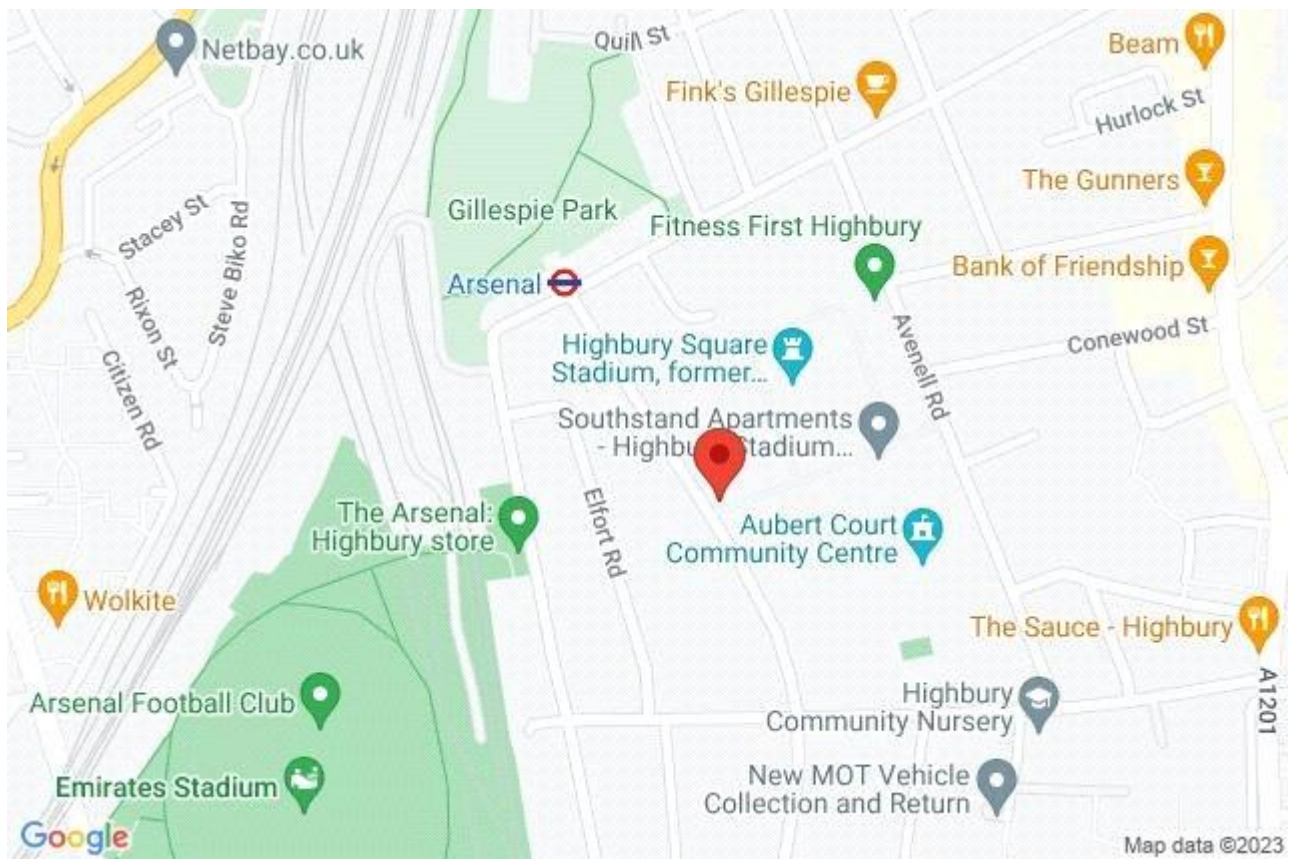 Netbay.co.uk
Quill St
Beam
Fink's Gillespie
Hurlock St
The Gunners
Stacey St
Steve Biko Rd
Gillespie Park
Fitness First Highbury
Arsenal
Bank of Friendship
Rixon St
Citizen Rd
Highbury Square
Stadium, former...
Avenell Rd
Conewood St
Southstand Apartments
- Highbury Stadium...
The Arsenal:
Highbury store
Elfort Rd
Aubert Court
Community Centre
Wolkite
The Sauce - Highbury
Arsenal Football Club
Highbury
Community Nursery
A1201
Emirates Stadium
New MOT Vehicle
Collection and Return
Google
Map data ©2023